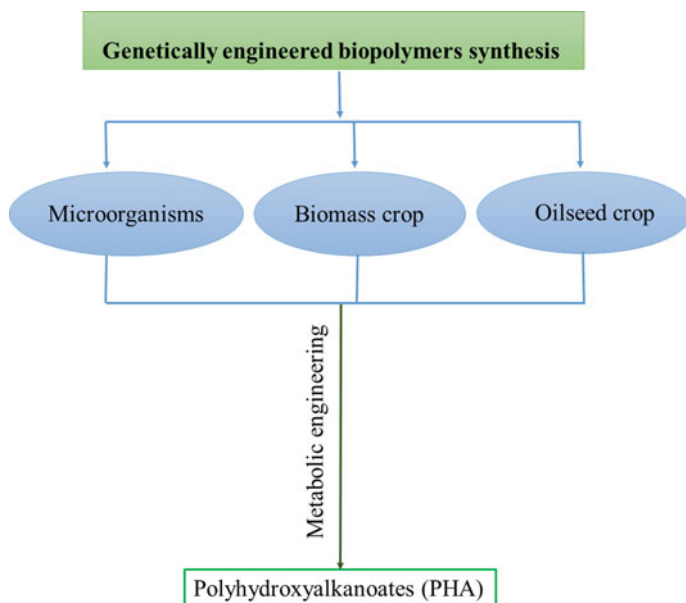 Genetically engineered biopolymers synthesis
Microorganisms
Biomass crop
Oilseed crop
Metabolic engineering
Polyhydroxyalkanoates (PHA)